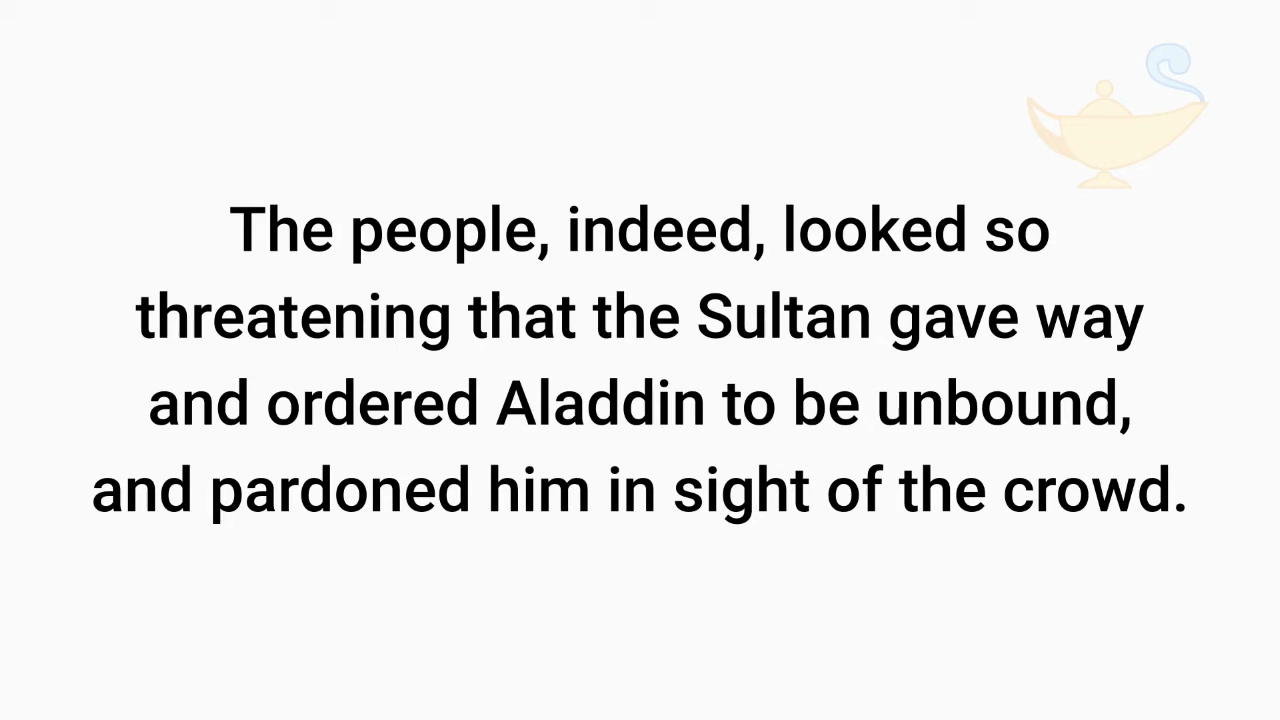 The people, indeed, looked so
threatening that the Sultan gave way
and ordered Aladdin to be unbound,
and pardoned him in sight of the crowd.